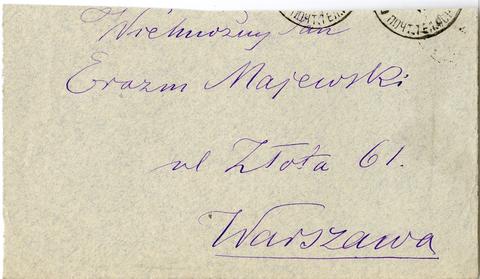 Wielmożny Pan
Erazm Majewski
ul Złota 61.
Warszawa